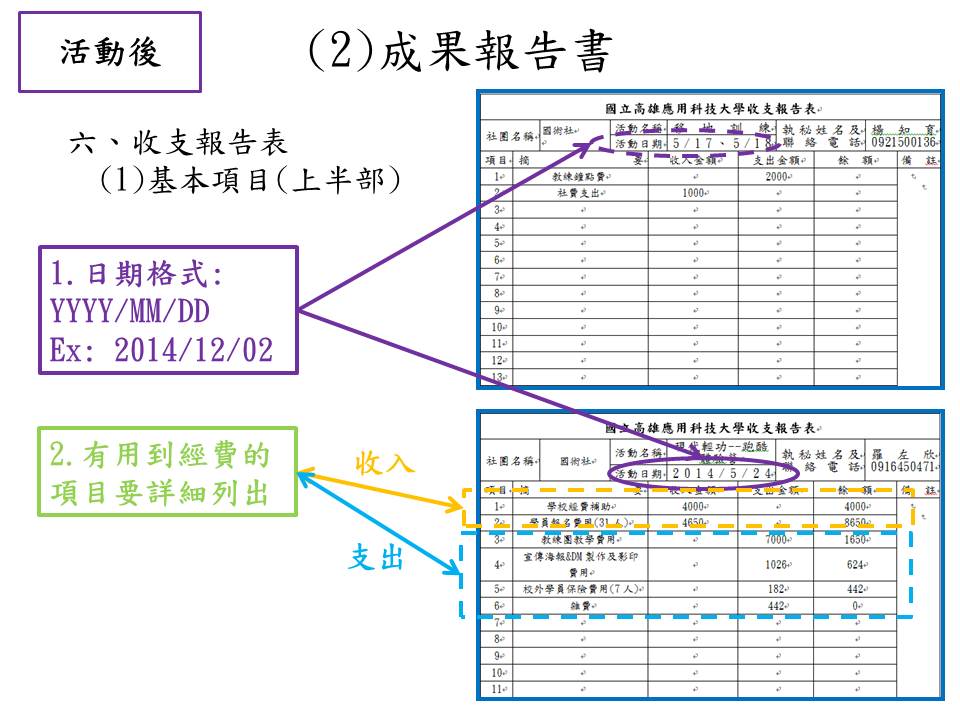 活動後
(2)成果報告書
六、收支報告表
(1)基本項目(上半部)
1.日期格式:
YYYY/MM/DD
Ex: 2014/12/02
2.有用到經費的
項目要詳細列出
收入
支出
國立高雄應用科技大學收支報告表
社團名稱 國術社 活動名稱 移地訓練 執秘姓名及聯絡電話 楊知育 0921500136
活動日期 5/17、5/18
項目 摘要 收入金額 支出金額 餘額 備註
1 教練鐘點費 2000
2 社費支出 1000
3
4
5
6
7
8
9
10
11
12
13
國立高雄應用科技大學收支報告表
社團名稱 國術社 活動名稱 現代輕功--跑酷體驗營 執秘姓名及聯絡電話 羅左欣 0916450471
活動日期 2014/5/24
項目 摘要 收入金額 支出金額 餘額 備註
1 學校經費補助 4000 4000
2 學員報名費用(31人) 4650 8650
3 教練團教學費用 7000 1650
4 宣傳海報&DM製作及影印費用 1026 624
5 校外學員保險費用(7人) 182 442
6 雜費 442 0
7
8
9
10
11